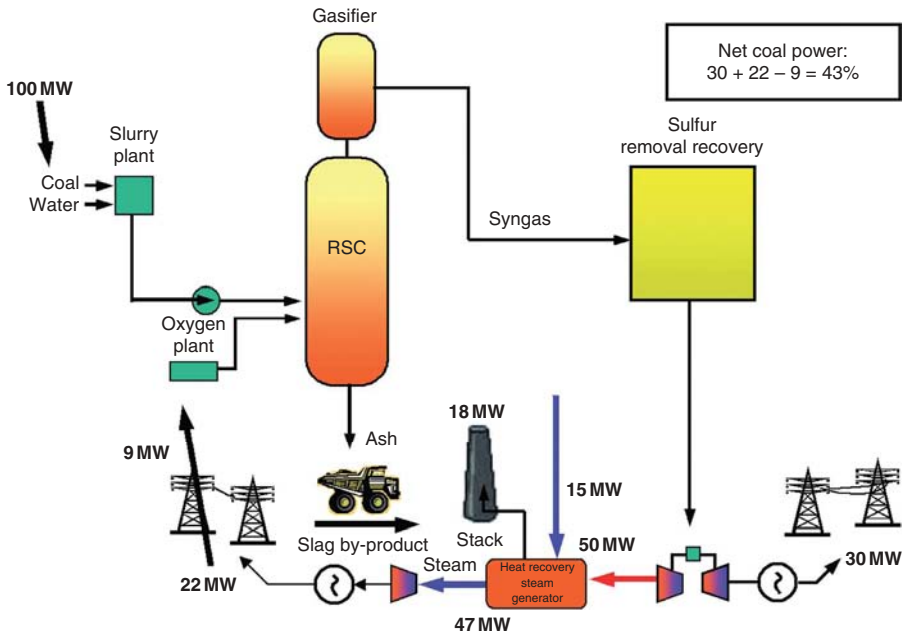 Gasifier
Net coal power:
30 + 22 – 9 = 43%
100 MW
Slurry
plant
Sulfur
removal recovery
Coal
Water
Syngas
RSC
Oxygen
plant
18 MW
Ash
9 MW
15 MW
Slag by-product
Stack
50 MW
30 MW
22 MW
Steam
Heat recovery
steam
generator
47 MW